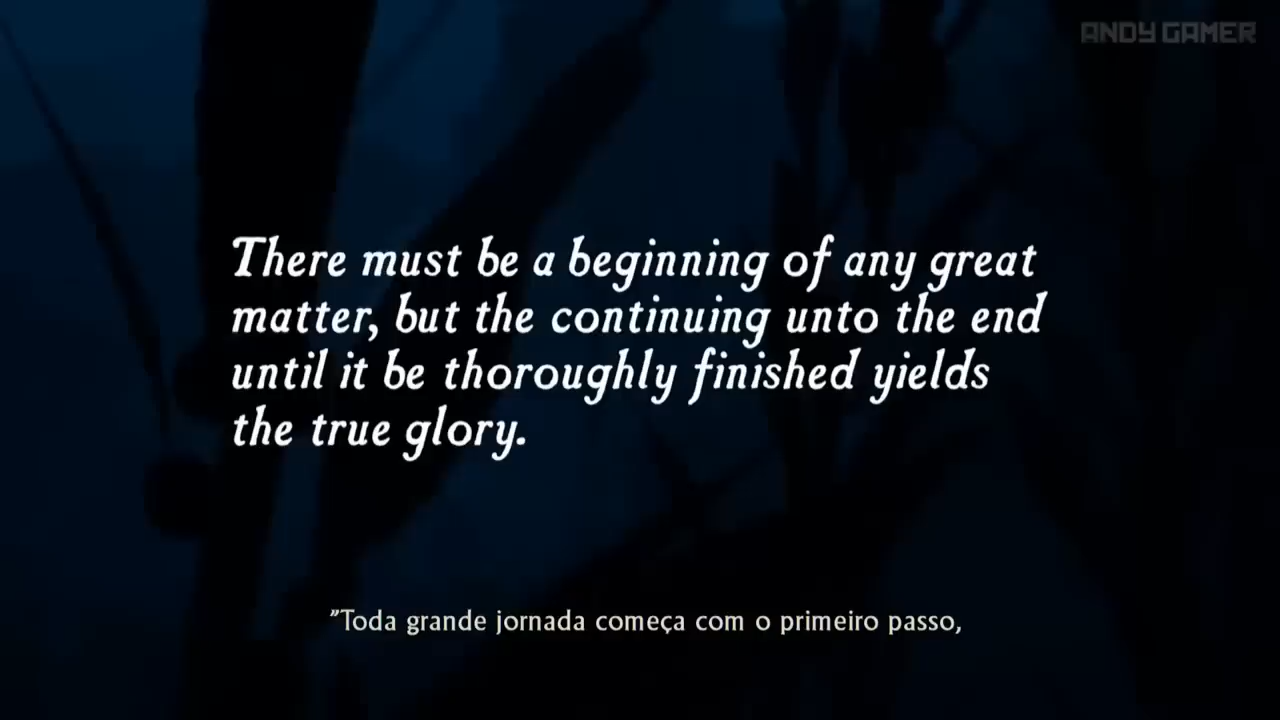 ANDY GAMER
There must be a beginning of any great
matter, but the continuing unto the end
until it be thoroughly finished yields
the true glory.
"Toda grande jornada começa com o primeiro passo,